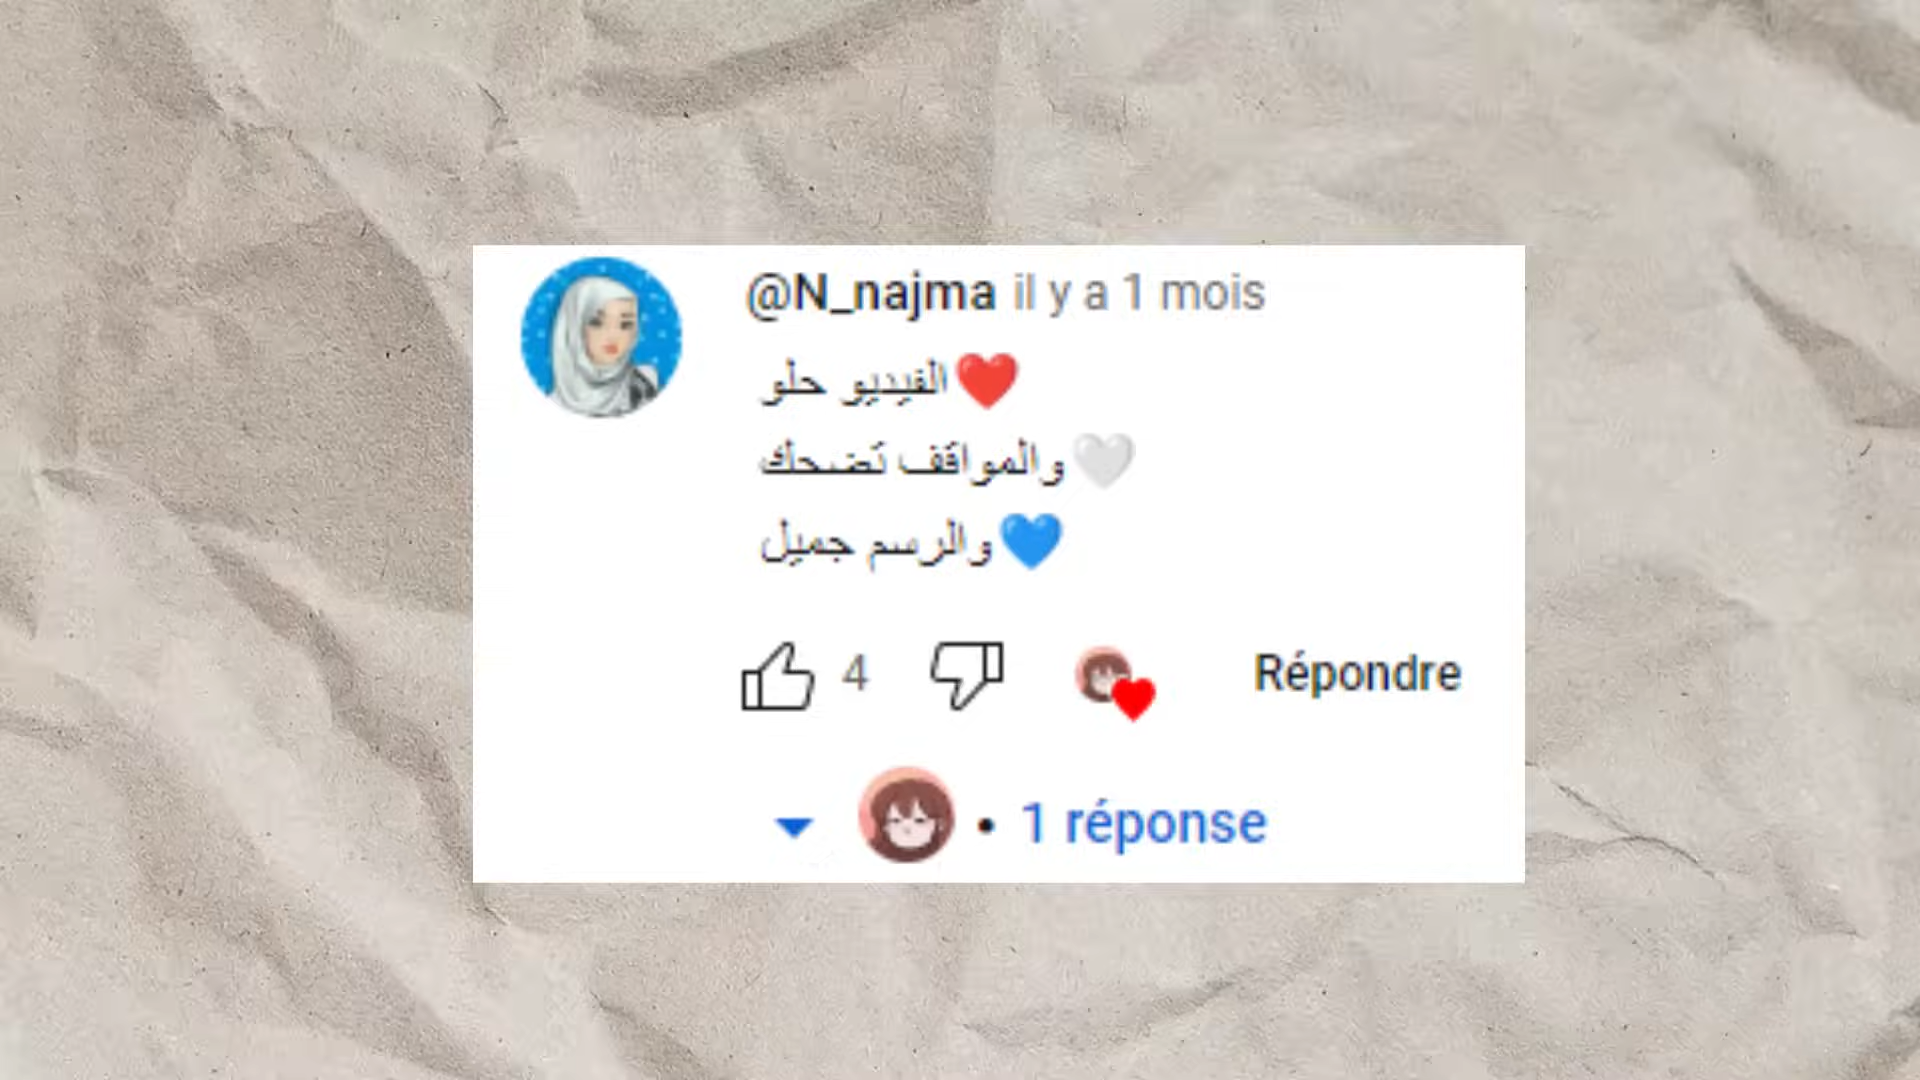 @N_najma il y a 1 mois
❤️الفيديو حلو
🤍والمواقف تضحك
💙والرسم جميل
4
Répondre
• 1 réponse